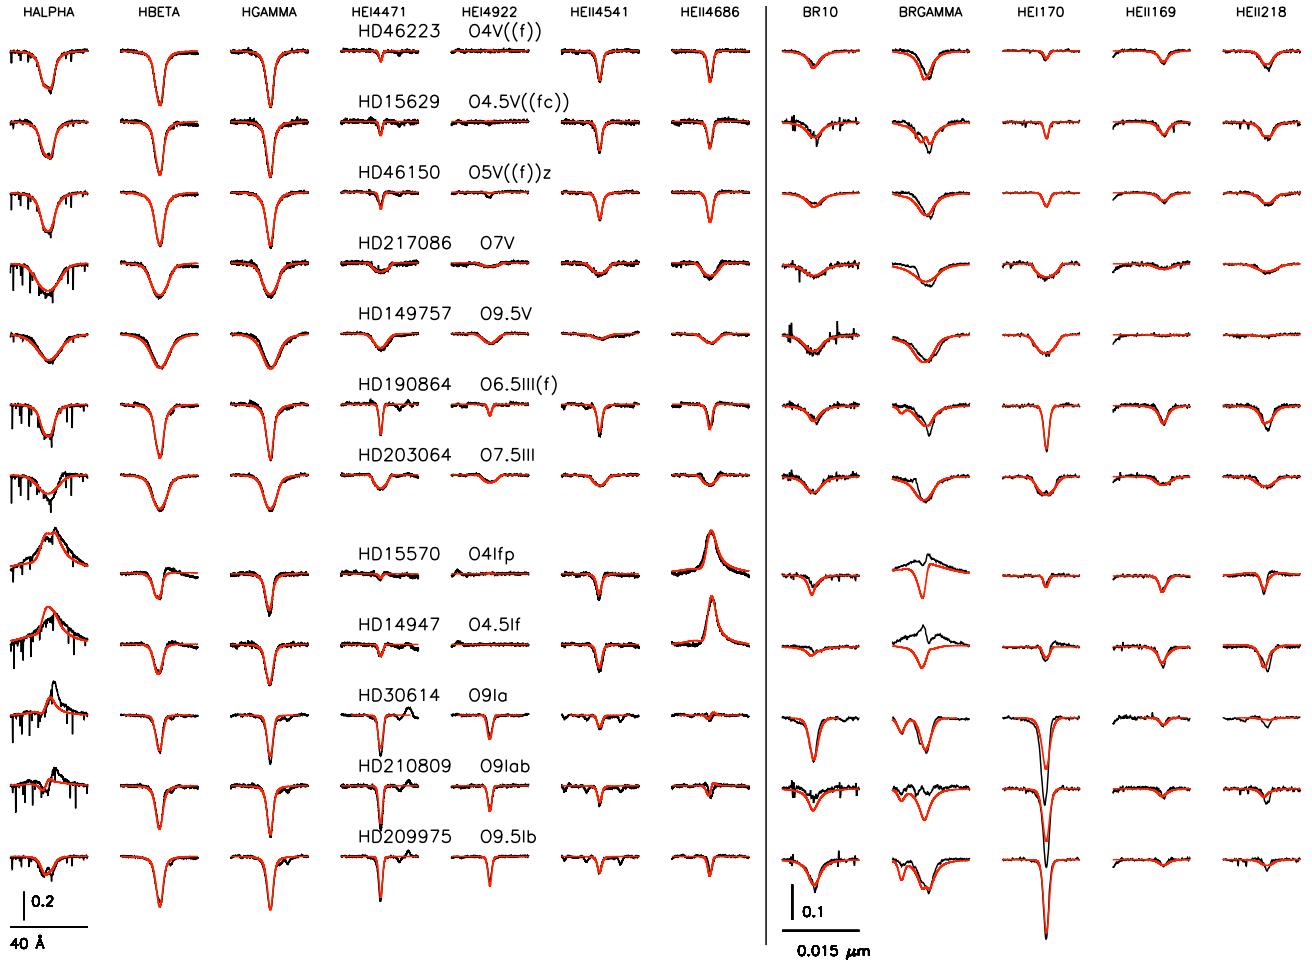 HALPHA HBETA HGAMMA HEI4471 HEI4922 HEII4541 HEII4686 BR10 BRGAMMA HEI170 HEII169 HEII218
HD46223 O4V((f))
HD15629 O4.5V((fc))
HD46150 O5V((f))z
HD217086 O7V
HD149757 O9.5V
HD190864 O6.5III(f)
HD203064 O7.5III
HD15570 O4Ifp
HD14947 O4.5If
HD30614 O9Ia
HD210809 O9Iab
HD209975 O9.5Ib
0.2
0.1
40 Å
0.015 μm